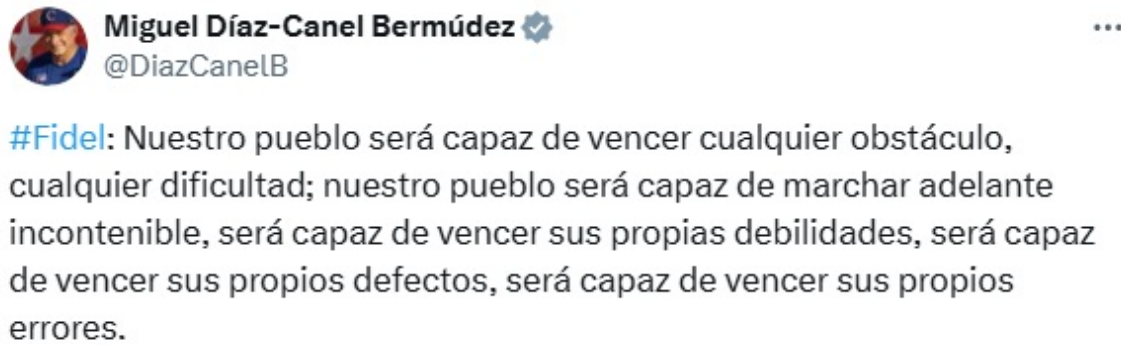 Miguel Díaz-Canel Bermúdez
@DiazCanelB
#Fidel: Nuestro pueblo será capaz de vencer cualquier obstáculo,
cualquier dificultad; nuestro pueblo será capaz de marchar adelante
incontenible, será capaz de vencer sus propias debilidades, será capaz
de vencer sus propios defectos, será capaz de vencer sus propios
errores.